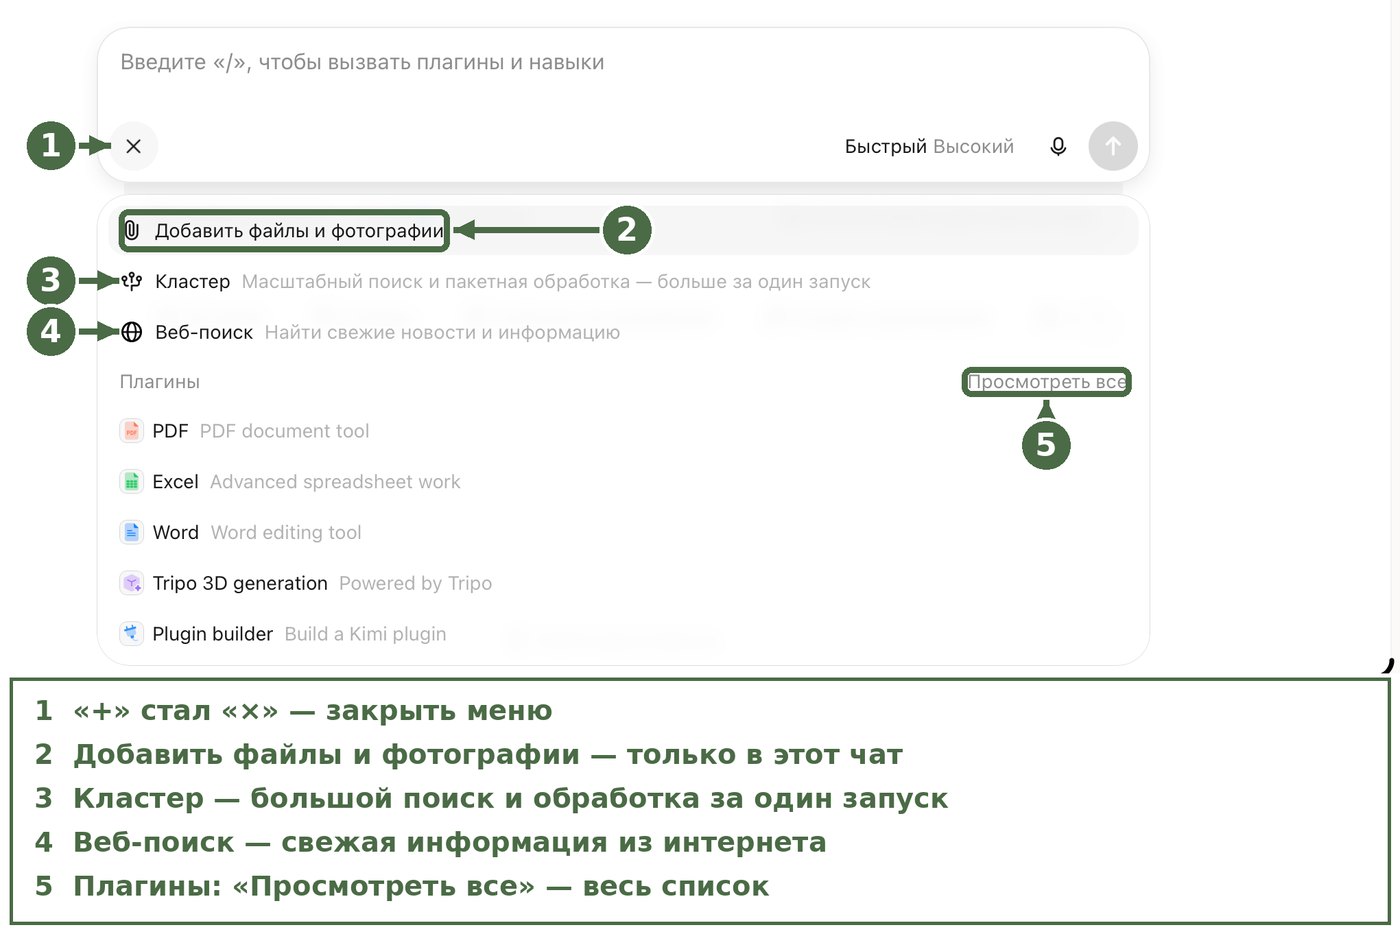 Введите «/», чтобы вызвать плагины и навыки
1
Быстрый Высокий
Добавить файлы и фотографии
2
3
Кластер Масштабный поиск и пакетная обработка — больше за один запуск
4
Веб-поиск Найти свежие новости и информацию
Плагины
Просмотреть все
PDF PDF document tool
5
Excel Advanced spreadsheet work
Word Word editing tool
Tripo 3D generation Powered by Tripo
Plugin builder Build a Kimi plugin
1 «+» стал «×» — закрыть меню
2 Добавить файлы и фотографии — только в этот чат
3 Кластер — большой поиск и обработка за один запуск
4 Веб-поиск — свежая информация из интернета
5 Плагины: «Просмотреть все» — весь список